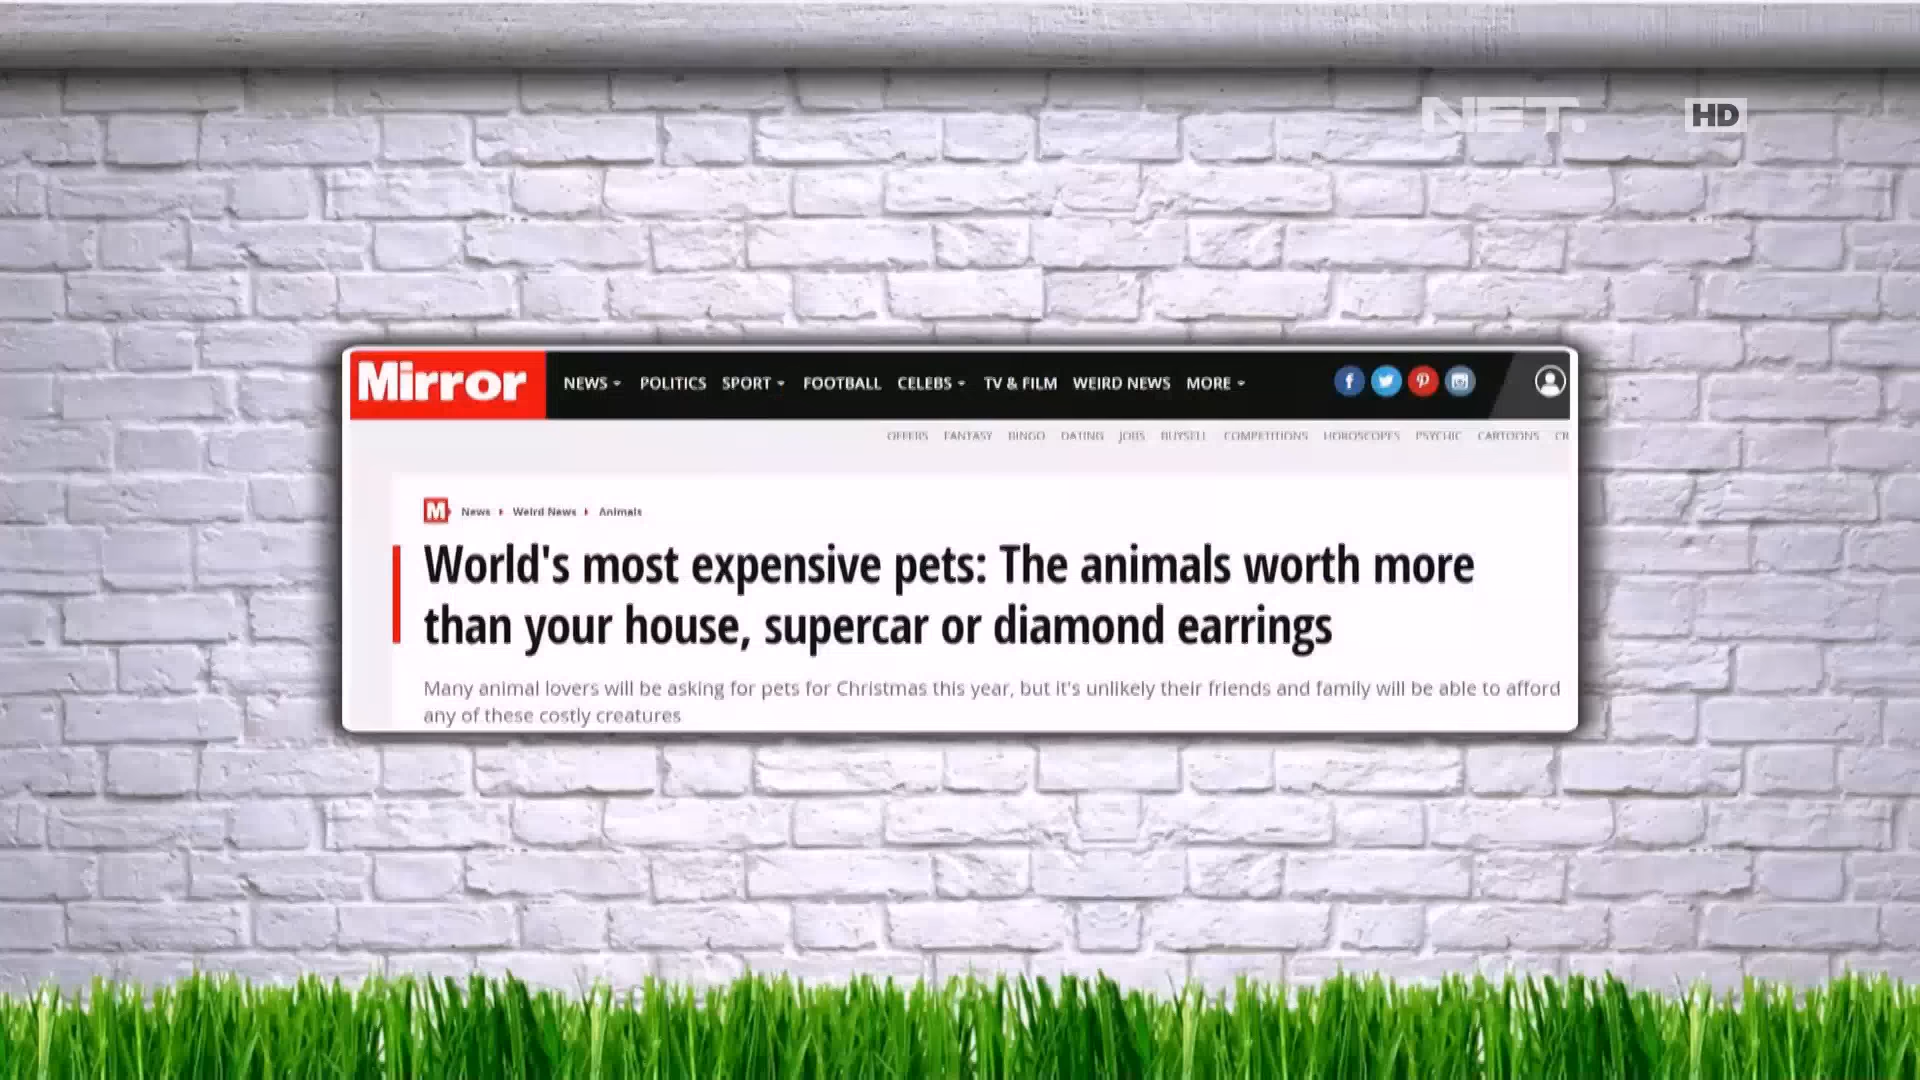 NET. HD
Mirror NEWS POLITICS SPORT FOOTBALL CELEBS TV & FILM WEIRD NEWS MORE
OFFERS FANTASY BINGO DATING JOBS BUYSELL COMPETITIONS HOROSCOPES PSYCHIC CARTOONS CR
M News Weird News Animals
World's most expensive pets: The animals worth more
than your house, supercar or diamond earrings
Many animal lovers will be asking for pets for Christmas this year, but it's unlikely their friends and family will be able to afford
any of these costly creatures